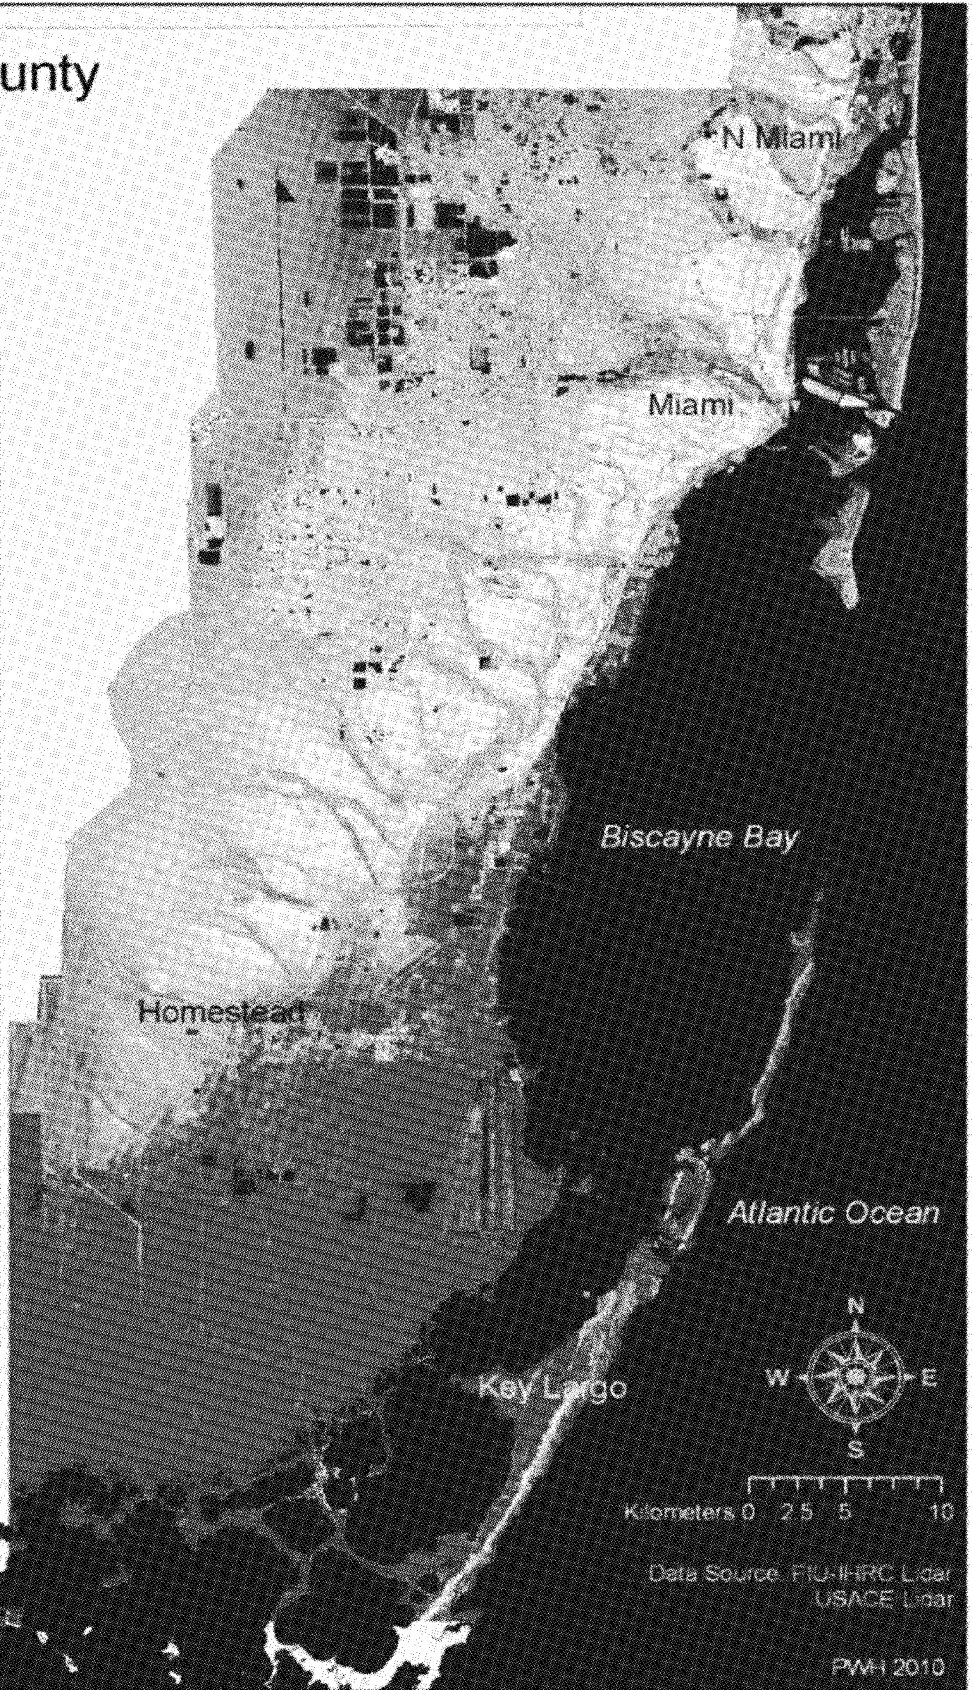 unty
N Miami
Miami
Biscayne Bay
Homestead
Atlantic Ocean
N
W E
S
Key Largo
Kilometers 0 2.5 5 10
Data Source: FIU-IHRC Lidar
USACE Lidar
PWH 2010